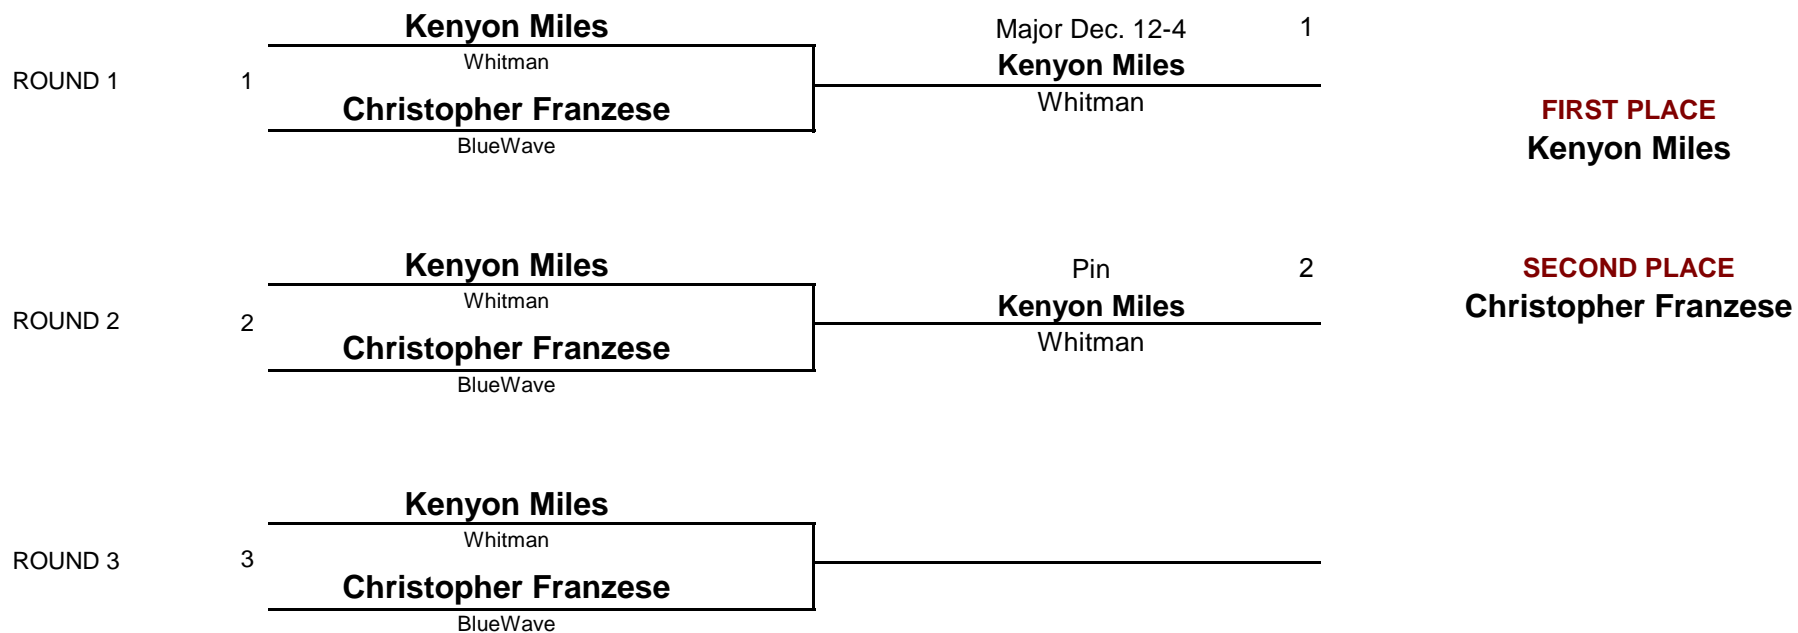 Kenyon Miles
Whitman
ROUND 1
1
Christopher Franzese
BlueWave
Major Dec. 12-4
1
Kenyon Miles
Whitman
FIRST PLACE
Kenyon Miles
Kenyon Miles
Whitman
ROUND 2
2
Christopher Franzese
BlueWave
Pin
2
Kenyon Miles
Whitman
SECOND PLACE
Christopher Franzese
Kenyon Miles
Whitman
ROUND 3
3
Christopher Franzese
BlueWave